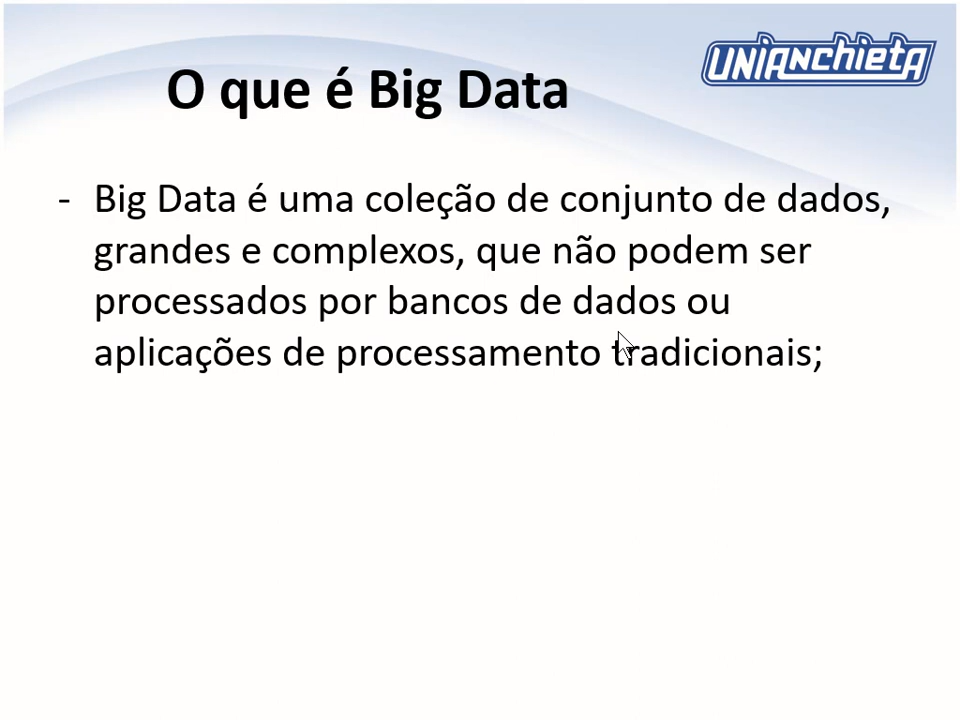 UNIANCHIETA
O que é Big Data
- Big Data é uma coleção de conjunto de dados,
grandes e complexos, que não podem ser
processados por bancos de dados ou
aplicações de processamento tradicionais;